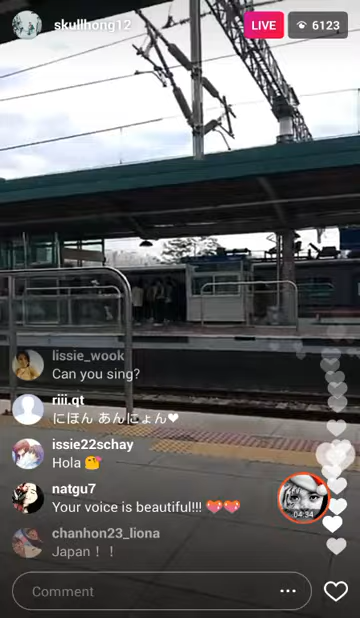 skullhong12
LIVE
6123
lissie_wook
Can you sing?
riii.gt
にほん あんにょん❤
issie22schay
Hola 😘
natgu7
Your voice is beautiful!!! 💝💝
04:34
chanhon23_liona
Japan！！
Comment